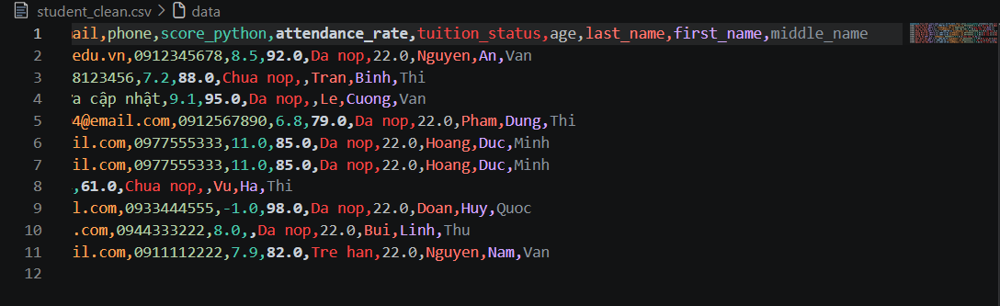 student_clean.csv > data
1 ail,phone,score_python,attendance_rate,tuition_status,age,last_name,first_name,middle_name
2 edu.vn,0912345678,8.5,92.0,Da nop,22.0,Nguyen,An,Van
3 8123456,7.2,88.0,Chua nop,,Tran,Binh,Thi
4 a cập nhật,9.1,95.0,Da nop,,Le,Cuong,Van
5 4@email.com,0912567890,6.8,79.0,Da nop,22.0,Pham,Dung,Thi
6 il.com,0977555333,11.0,85.0,Da nop,22.0,Hoang,Duc,Minh
7 il.com,0977555333,11.0,85.0,Da nop,22.0,Hoang,Duc,Minh
8 ,61.0,Chua nop,,Vu,Ha,Thi
9 l.com,0933444555,-1.0,98.0,Da nop,22.0,Doan,Huy,Quoc
10 .com,0944333222,8.0,,Da nop,22.0,Bui,Linh,Thu
11 il.com,0911112222,7.9,82.0,Tre han,22.0,Nguyen,Nam,Van
12